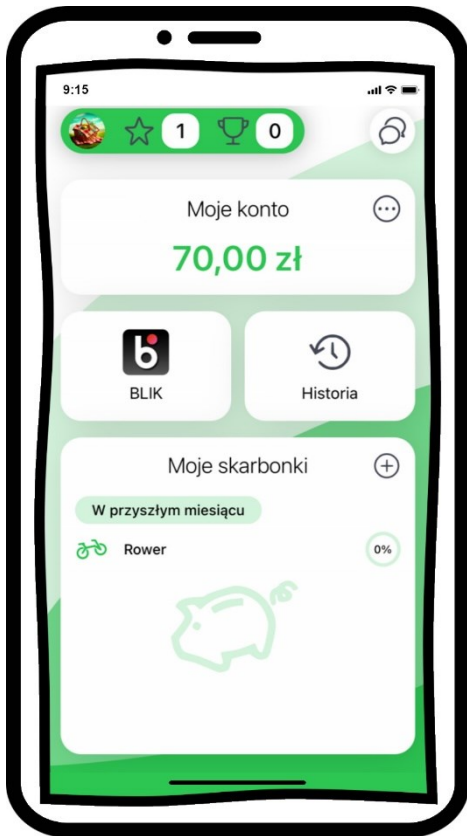 9:15
1
0
Moje konto
70,00 zł
BLIK
Historia
Moje skarbonki
W przyszłym miesiącu
Rower
0%